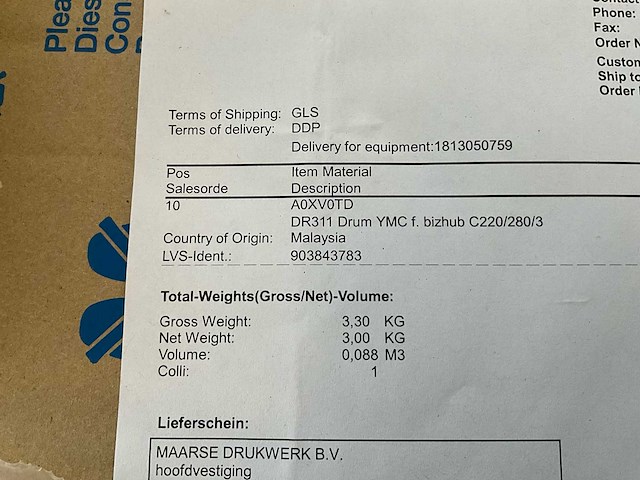 Plea
Dies
Con
Phone:
Fax:
Order N
Custom
Ship to
Order
Terms of Shipping: GLS
Terms of delivery: DDP
Delivery for equipment:1813050759
Pos Item Material
Salesorde Description
10 A0XV0TD
DR311 Drum YMC f. bizhub C220/280/3
Country of Origin: Malaysia
LVS-Ident.: 903843783
Total-Weights(Gross/Net)-Volume:
Gross Weight: 3,30 KG
Net Weight: 3,00 KG
Volume: 0,088 M3
Colli: 1
Lieferschein:
MAARSE DRUKWERK B.V.
hoofdvestiging